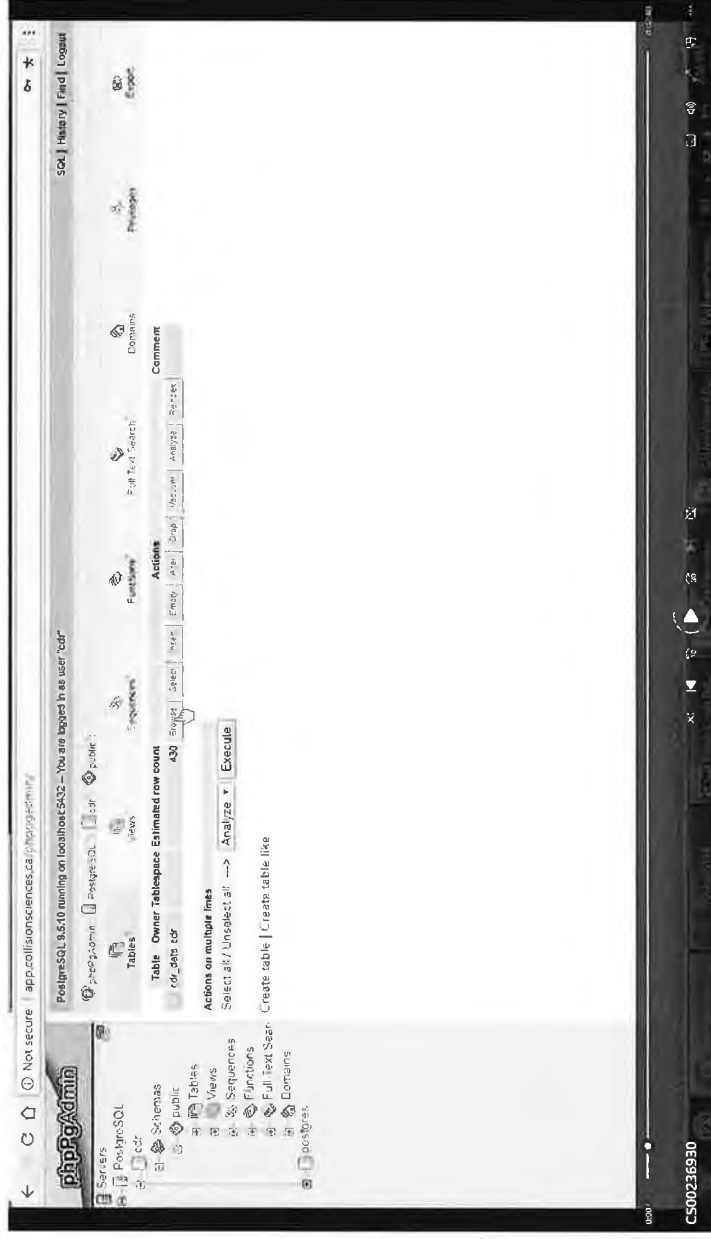 Not secure | app.collisionsciences.ca/phppgadmin/
phpPgAdmin
PostgreSQL 9.5.10 running on localhost:5432 -- You are logged in as user "cdr"
SQL | History | Find | Logout
phpPgAdmin: PostgreSQL: cdr: public:
Servers
PostgreSQL
cdr
Schemas
public
Tables
Views
Sequences
Functions
Full Text Sear
Domains
postgres
Tables Views Sequences Functions Full Text Search Domains Privileges Export
Table Owner Tablespace Estimated row count Actions Comment
cdr_data cdr 430 Browse Select Insert Empty Alter Drop Vacuum Analyze Reindex
Actions on multiple lines
Select all / Unselect all ---> Analyze Execute
Create table | Create table like
CS00236930